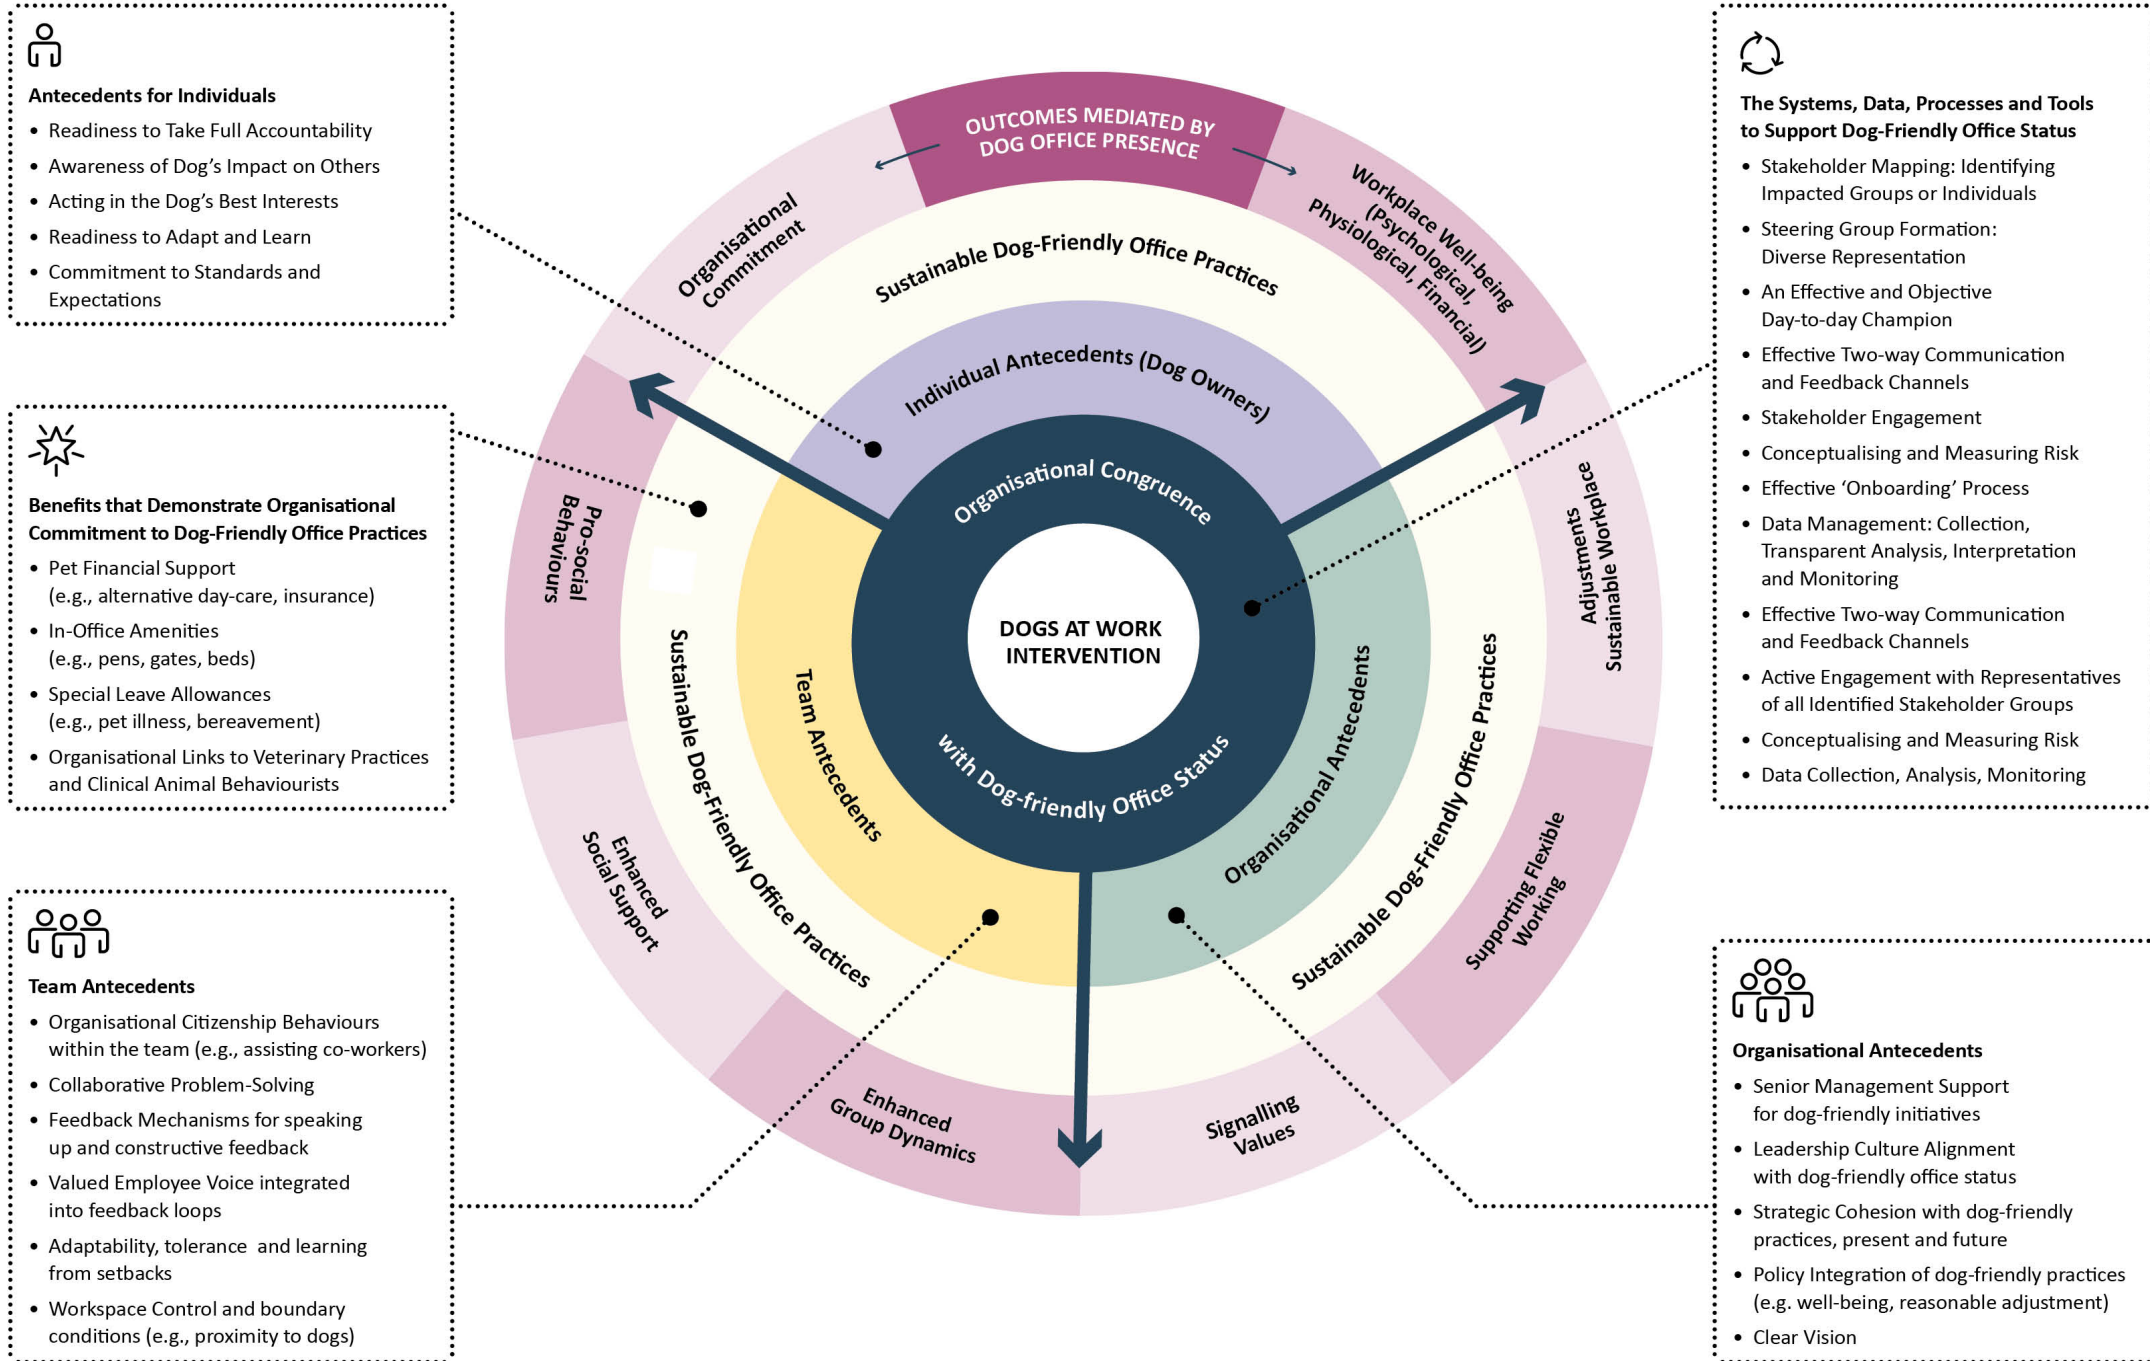 Antecedents for Individuals
• Readiness to Take Full Accountability
• Awareness of Dog’s Impact on Others
• Acting in the Dog’s Best Interests
• Readiness to Adapt and Learn
• Commitment to Standards and
Expectations
Benefits that Demonstrate Organisational
Commitment to Dog-Friendly Office Practices
• Pet Financial Support
(e.g., alternative day-care, insurance)
• In-Office Amenities
(e.g., pens, gates, beds)
• Special Leave Allowances
(e.g., pet illness, bereavement)
• Organisational Links to Veterinary Practices
and Clinical Animal Behaviourists
Team Antecedents
• Organisational Citizenship Behaviours
within the team (e.g., assisting co-workers)
• Collaborative Problem-Solving
• Feedback Mechanisms for speaking
up and constructive feedback
• Valued Employee Voice integrated
into feedback loops
• Adaptability, tolerance and learning
from setbacks
• Workspace Control and boundary
conditions (e.g., proximity to dogs)
OUTCOMES MEDIATED BY
DOG OFFICE PRESENCE
Workplace Well-being
(Psychological,
Physiological, Financial)
Adjustments
Sustainable Workplace
Supporting Flexible
Working
Signalling
Values
Enhanced
Group Dynamics
Enhanced
Social Support
Pro-social
Behaviours
Organisational
Commitment
Sustainable Dog-Friendly Office Practices
Sustainable Dog-Friendly Office Practices
Sustainable Dog-Friendly Office Practices
Individual Antecedents (Dog Owners)
Organisational Antecedents
Team Antecedents
Organisational Congruence
with Dog-friendly Office Status
DOGS AT WORK
INTERVENTION
The Systems, Data, Processes and Tools
to Support Dog-Friendly Office Status
• Stakeholder Mapping: Identifying
Impacted Groups or Individuals
• Steering Group Formation:
Diverse Representation
• An Effective and Objective
Day-to-day Champion
• Effective Two-way Communication
and Feedback Channels
• Stakeholder Engagement
• Conceptualising and Measuring Risk
• Effective ‘Onboarding’ Process
• Data Management: Collection,
Transparent Analysis, Interpretation
and Monitoring
• Effective Two-way Communication
and Feedback Channels
• Active Engagement with Representatives
of all Identified Stakeholder Groups
• Conceptualising and Measuring Risk
• Data Collection, Analysis, Monitoring
Organisational Antecedents
• Senior Management Support
for dog-friendly initiatives
• Leadership Culture Alignment
with dog-friendly office status
• Strategic Cohesion with dog-friendly
practices, present and future
• Policy Integration of dog-friendly practices
(e.g. well-being, reasonable adjustment)
• Clear Vision